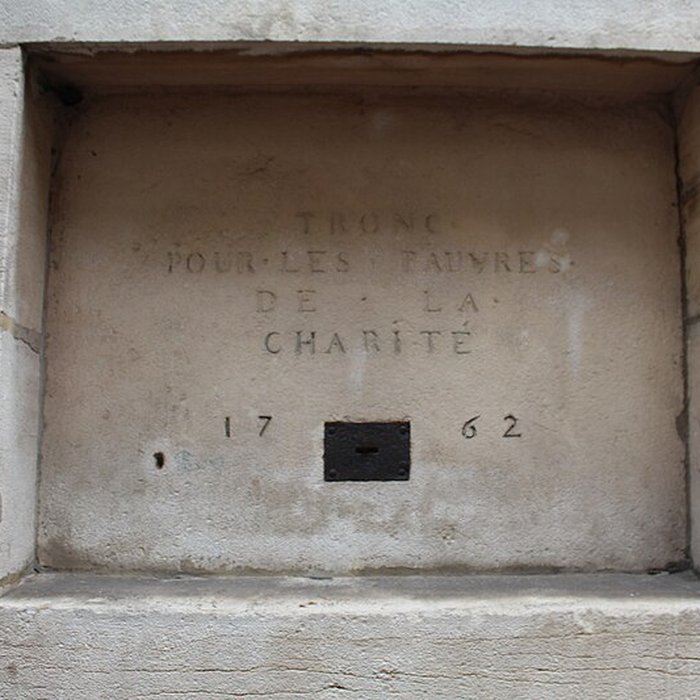 TRONC
POUR·LES PAUVRES·
DE · LA·
CHARITÉ
17 62